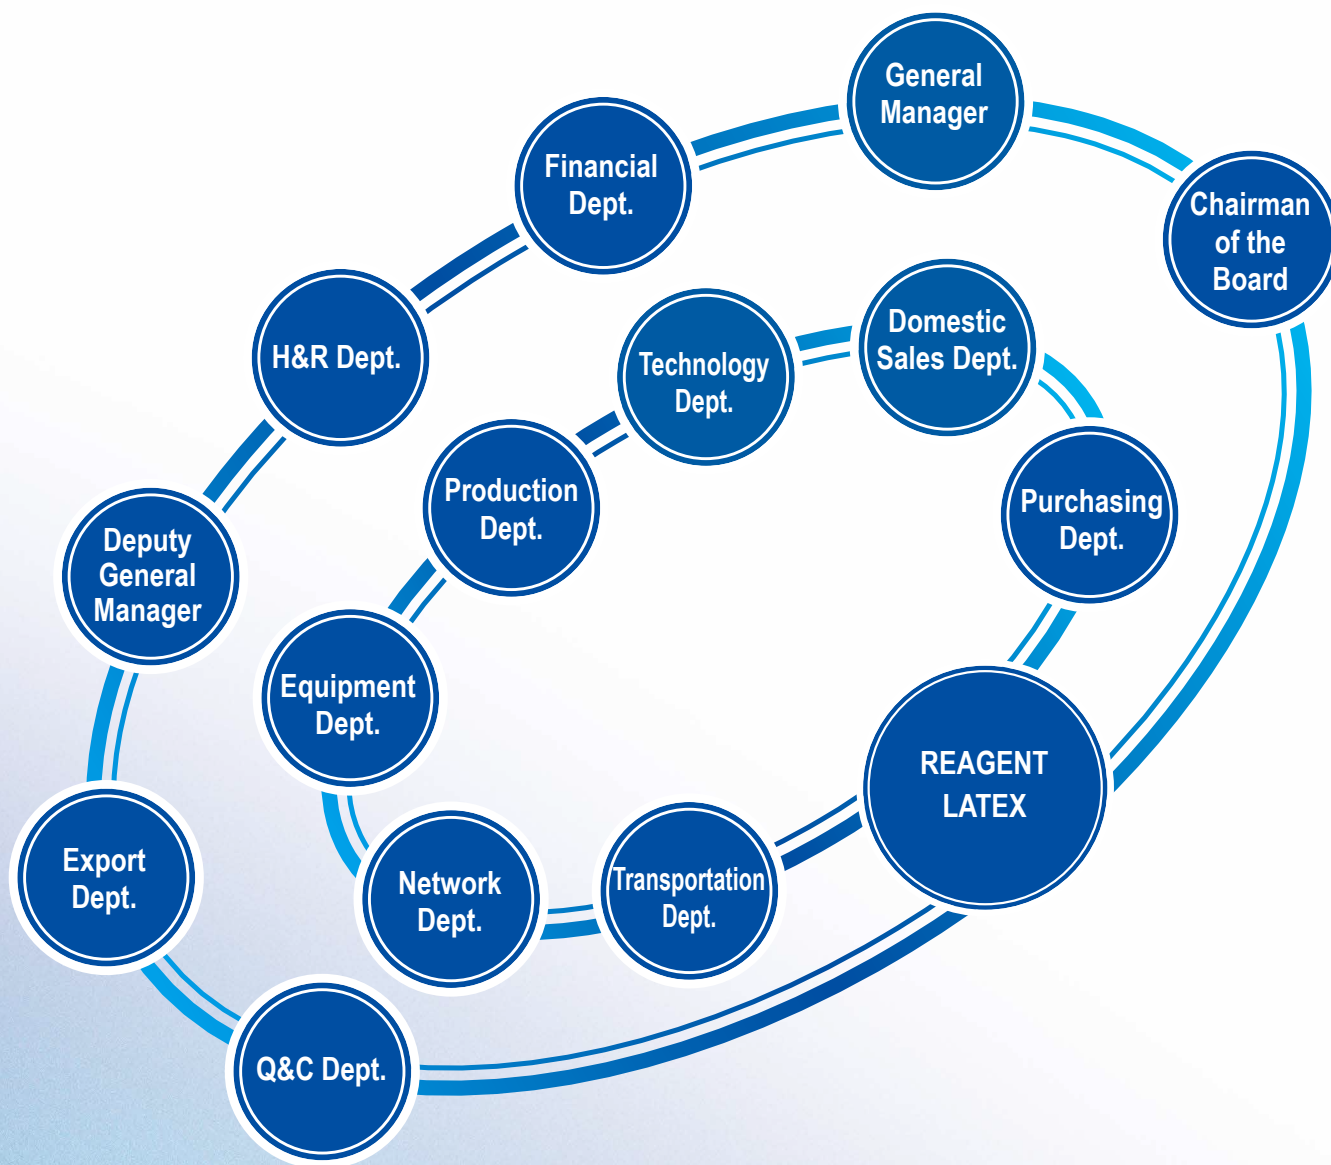 General
Manager
Financial
Dept.
Chairman
of the
Board
H&R Dept.
Technology
Dept.
Domestic
Sales Dept.
Production
Dept.
Purchasing
Dept.
Deputy
General
Manager
Equipment
Dept.
REAGENT
LATEX
Export
Dept.
Network
Dept.
Transportation
Dept.
Q&C Dept.